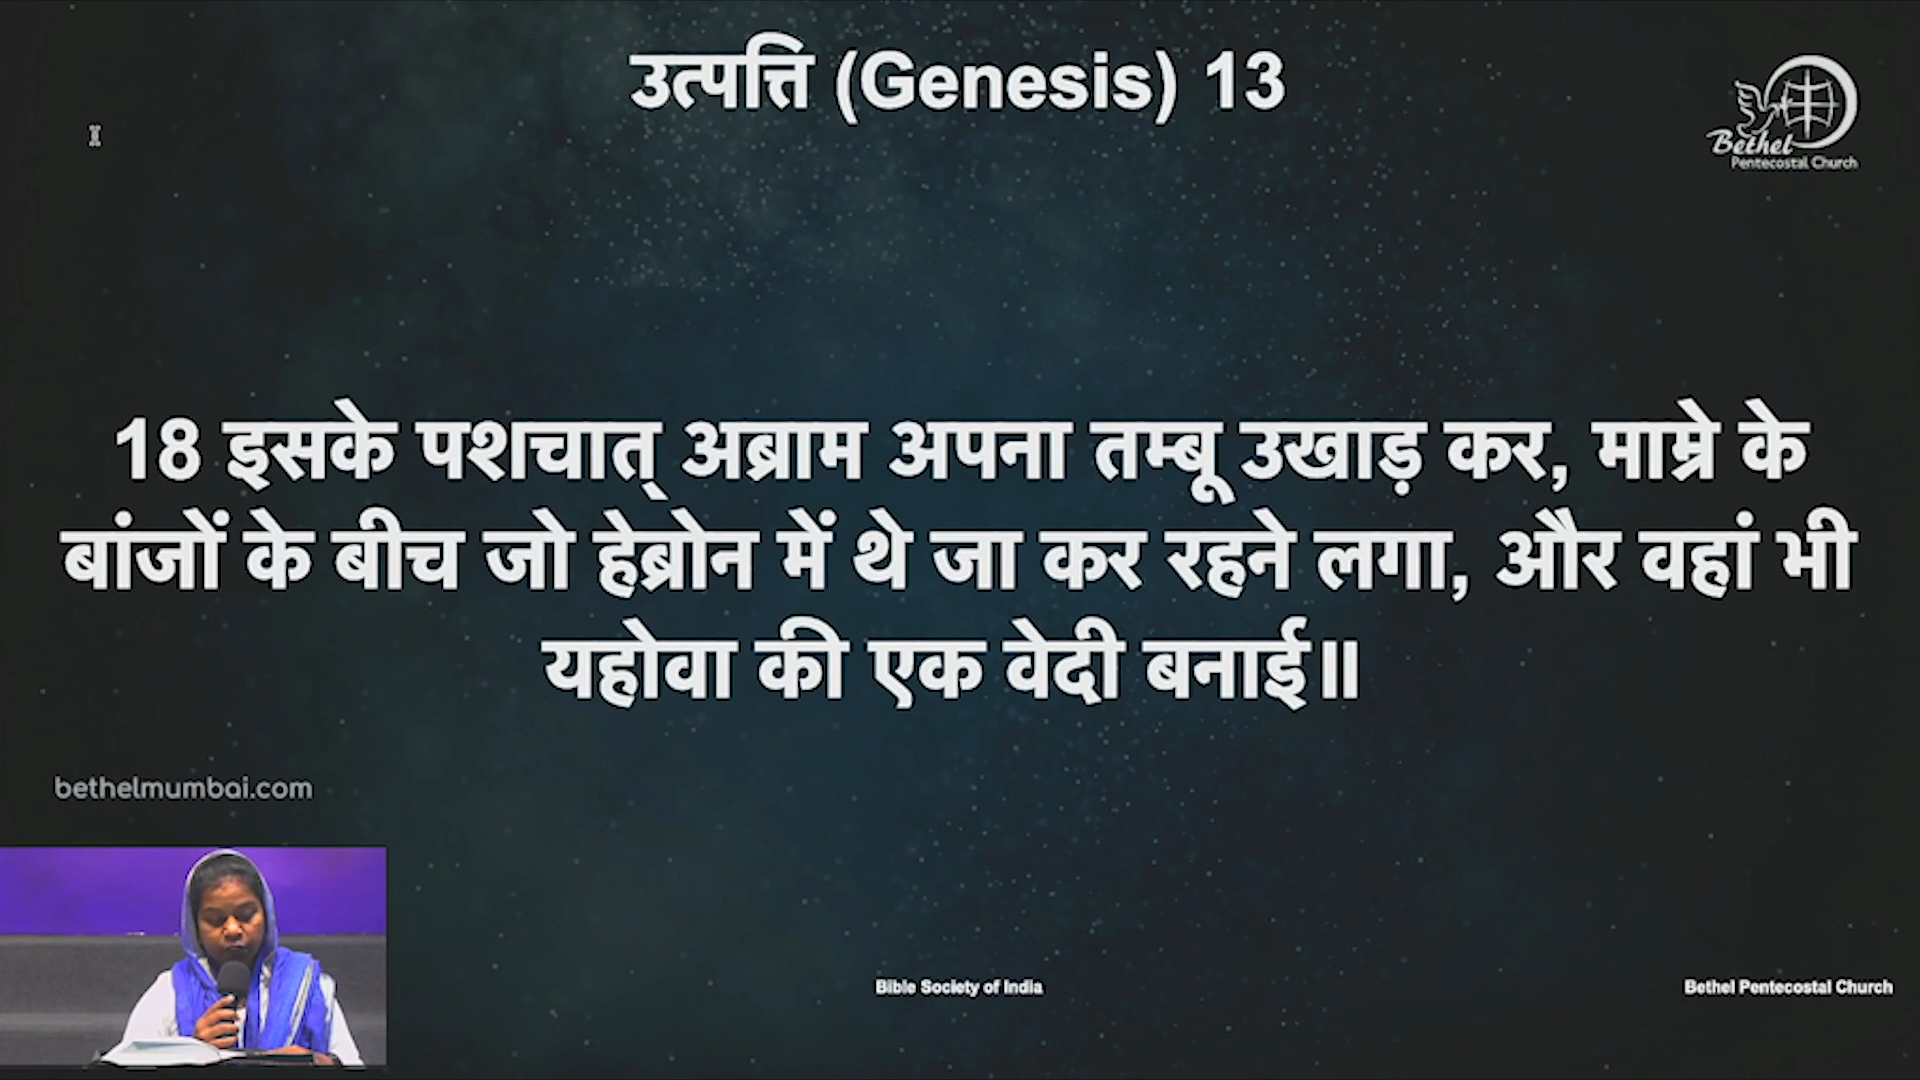 उत्पत्ति (Genesis) 13
Bethel
Pentecostal Church
18 इसके पशचात् अब्राम अपना तम्बू उखाड़ कर, माम्रे के
बांजों के बीच जो हेब्रोन में थे जा कर रहने लगा, और वहां भी
यहोवा की एक वेदी बनाई॥
bethelmumbai.com
Bible Society of India
Bethel Pentecostal Church